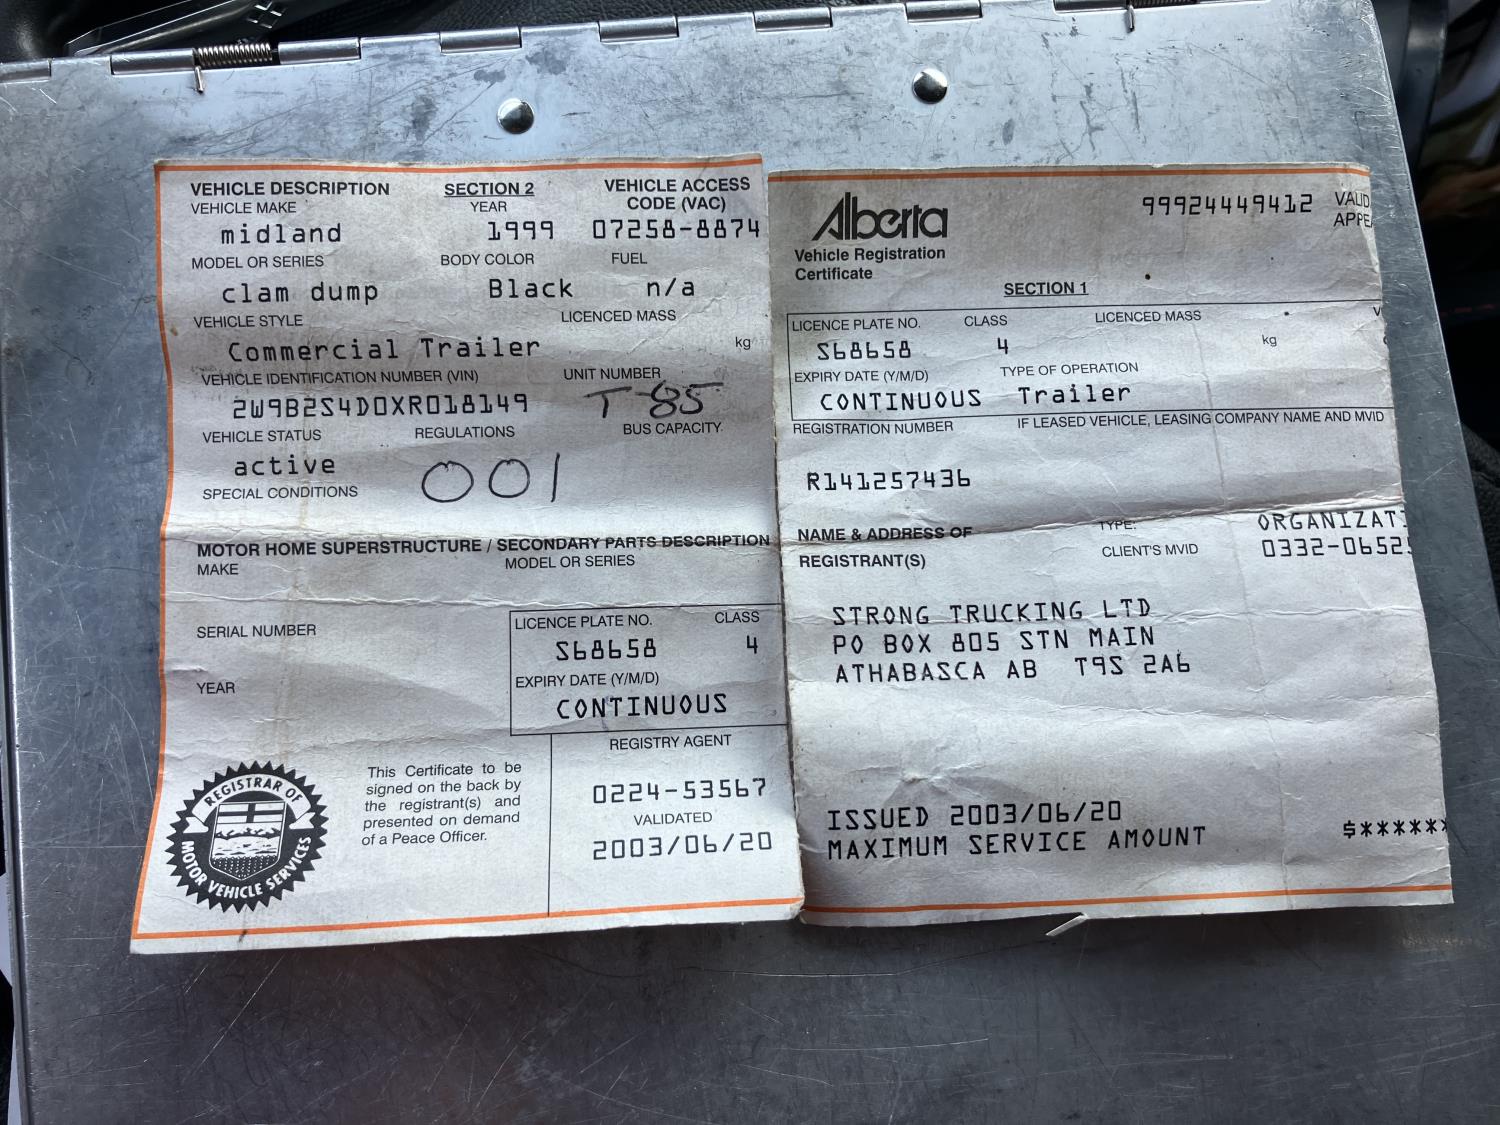 VEHICLE DESCRIPTION SECTION 2 VEHICLE ACCESS
VEHICLE MAKE YEAR CODE (VAC)
midland 1999 07258-8874
MODEL OR SERIES BODY COLOR FUEL
clam dump Black n/a
VEHICLE STYLE LICENCED MASS
Commercial Trailer kg
VEHICLE IDENTIFICATION NUMBER (VIN) UNIT NUMBER
2W9B2S4D0XR018149 T-85
VEHICLE STATUS REGULATIONS BUS CAPACITY
active 001
SPECIAL CONDITIONS
MOTOR HOME SUPERSTRUCTURE / SECONDARY PARTS DESCRIPTION
MAKE MODEL OR SERIES
SERIAL NUMBER
YEAR
LICENCE PLATE NO. CLASS
S68658 4
EXPIRY DATE (Y/M/D)
CONTINUOUS
REGISTRY AGENT
0224-53567
VALIDATED
2003/06/20
REGISTRAR OF
MOTOR VEHICLE SERVICES
This Certificate to be
signed on the back by
the registrant(s) and
presented on demand
of a Peace Officer.
Alberta 99924449412 VALID
APPE
Vehicle Registration
Certificate
SECTION 1
LICENCE PLATE NO. CLASS LICENCED MASS V
S68658 4 kg
EXPIRY DATE (Y/M/D) TYPE OF OPERATION
CONTINUOUS Trailer
REGISTRATION NUMBER IF LEASED VEHICLE, LEASING COMPANY NAME AND MVID
R141257436
NAME & ADDRESS OF TYPE: ORGANIZATI
REGISTRANT(S) CLIENT'S MVID 0332-06525
STRONG TRUCKING LTD
PO BOX 805 STN MAIN
ATHABASCA AB T9S 2A6
ISSUED 2003/06/20
MAXIMUM SERVICE AMOUNT $******